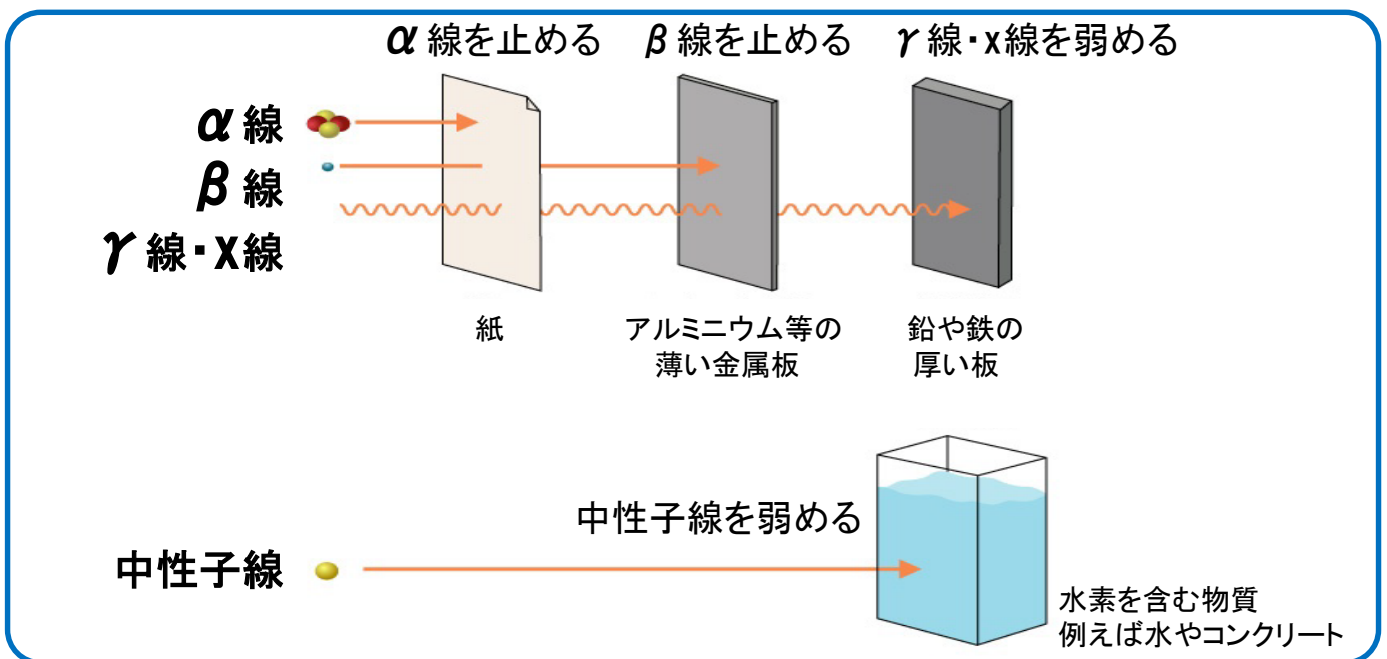 α線を止める
β線を止める
γ線・X線を弱める
α線
β線
γ線・X線
紙
アルミニウム等の
薄い金属板
鉛や鉄の
厚い板
中性子線を弱める
中性子線
水素を含む物質
例えば水やコンクリート